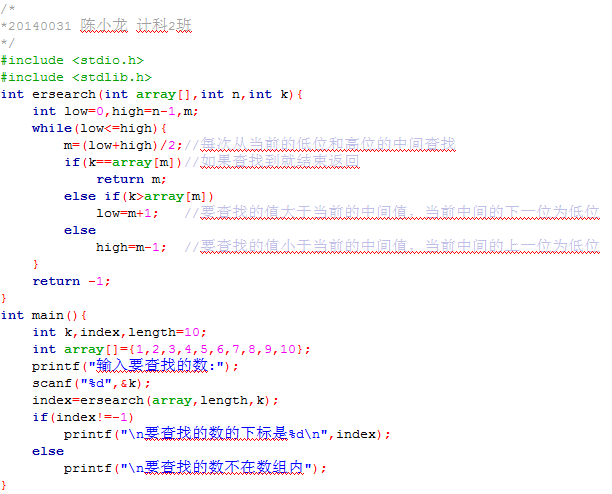 /*
*20140031 陈小龙 计科2班
*/
#include <stdio.h>
#include <stdlib.h>
int ersearch(int array[],int n,int k){
    int low=0,high=n-1,m;
    while(low<=high){
        m=(low+high)/2;//每次从当前的低位和高位的中间查找
        if(k==array[m])//如果查找到就结束返回
            return m;
        else if(k>array[m])
            low=m+1;   //要查找的值大于当前的中间值，当前中间的下一位为低位
        else
            high=m-1;  //要查找的值小于当前的中间值，当前中间的上一位为低位
    }
    return -1;
}
int main(){
    int k,index,length=10;
    int array[]={1,2,3,4,5,6,7,8,9,10};
    printf("输入要查找的数:");
    scanf("%d",&k);
    index=ersearch(array,length,k);
    if(index!=-1)
        printf("\n要查找的数的下标是%d\n",index);
    else
        printf("\n要查找的数不在数组内");
}